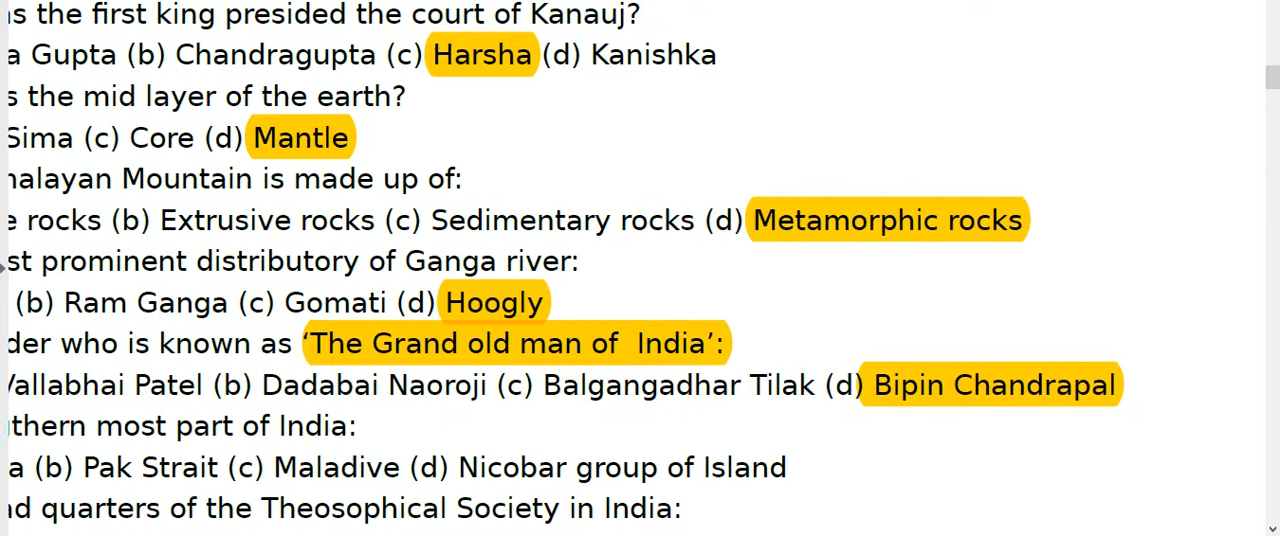 as the first king presided the court of Kanauj?
a Gupta (b) Chandragupta (c) Harsha (d) Kanishka
s the mid layer of the earth?
Sima (c) Core (d) Mantle
malayan Mountain is made up of:
e rocks (b) Extrusive rocks (c) Sedimentary rocks (d) Metamorphic rocks
st prominent distributory of Ganga river:
(b) Ram Ganga (c) Gomati (d) Hoogly
der who is known as ‘The Grand old man of  India’:
Vallabhai Patel (b) Dadabai Naoroji (c) Balgangadhar Tilak (d) Bipin Chandrapal
uthern most part of India:
a (b) Pak Strait (c) Maladive (d) Nicobar group of Island
ad quarters of the Theosophical Society in India: